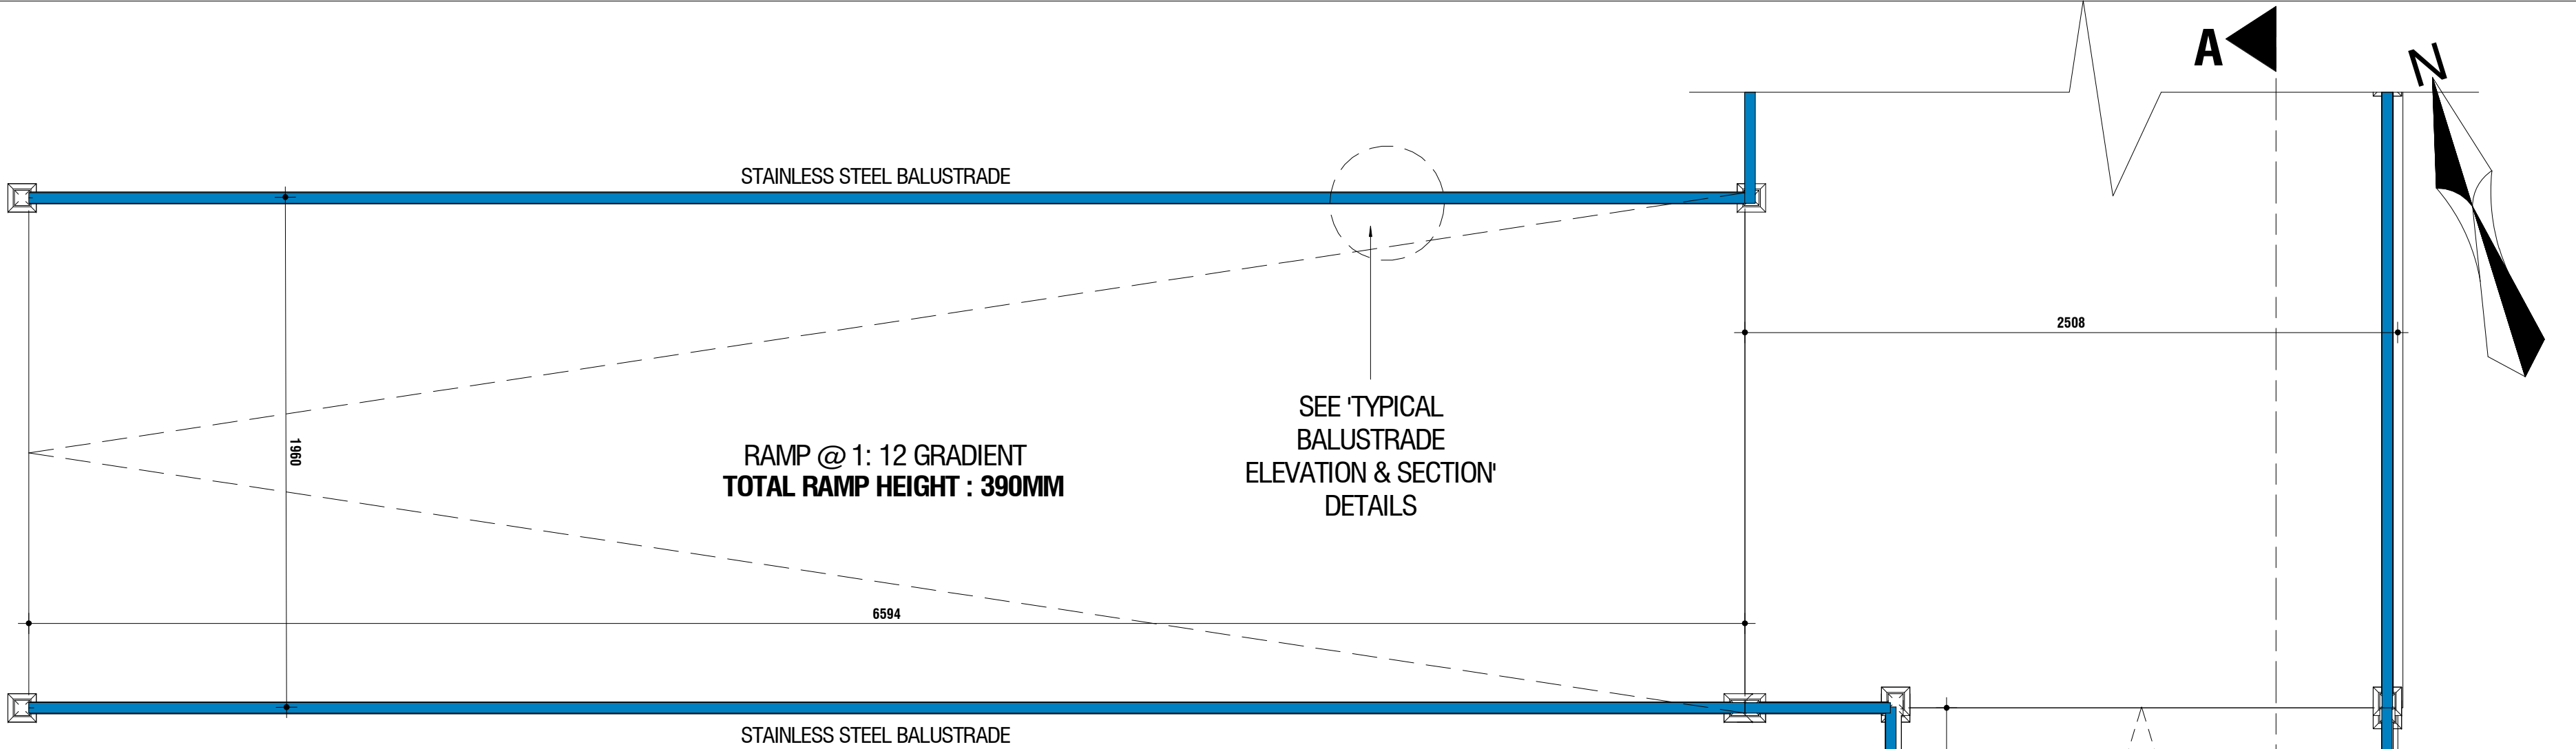 A
N
STAINLESS STEEL BALUSTRADE
2508
SEE 'TYPICAL
BALUSTRADE
ELEVATION & SECTION'
DETAILS
1960
RAMP @ 1: 12 GRADIENT
TOTAL RAMP HEIGHT : 390MM
6594
STAINLESS STEEL BALUSTRADE